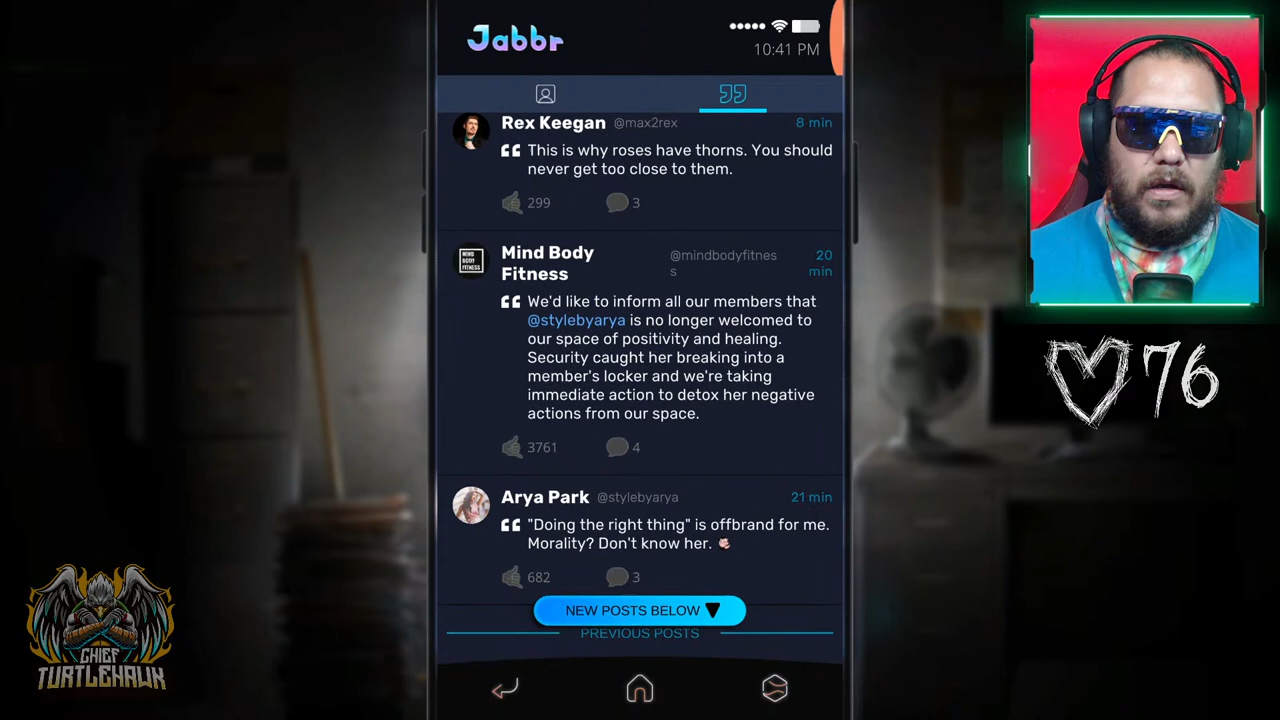 Jabbr
10:41 PM
Rex Keegan @max2rex 8 min
This is why roses have thorns. You should
never get too close to them.
299 3
Mind Body
Fitness
@mindbodyfitnes
s
20
min
MIND
BODY
FITNESS
We'd like to inform all our members that
@stylebyarya is no longer welcomed to
our space of positivity and healing.
Security caught her breaking into a
member's locker and we're taking
immediate action to detox her negative
actions from our space.
3761 4
Arya Park @stylebyarya 21 min
"Doing the right thing" is offbrand for me.
Morality? Don't know her.
682 3
NEW POSTS BELOW
PREVIOUS POSTS
76
CHIEF
TURTLEHAWK